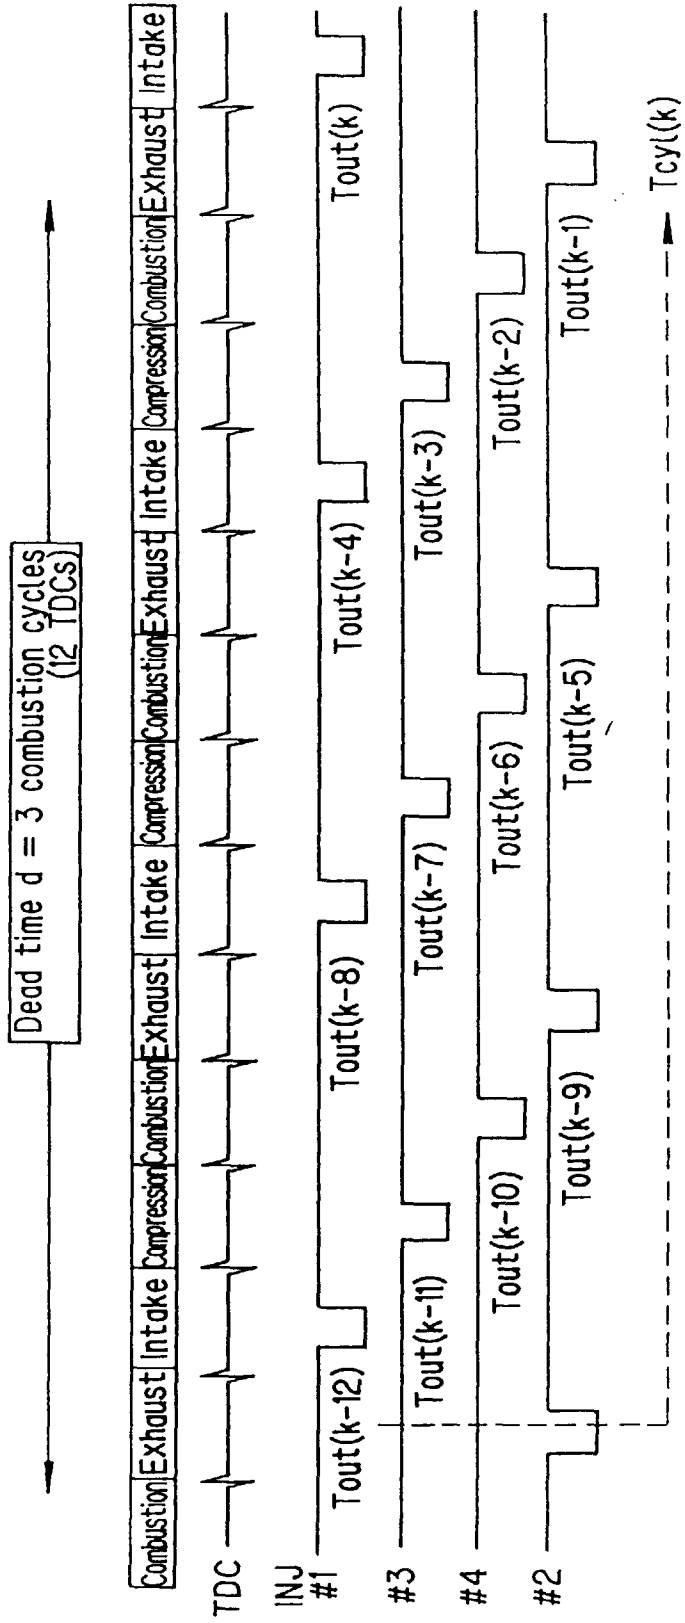 Dead time d = 3 combustion cycles
(12 TDCs)
Combustion Exhaust Intake Compression Combustion Exhaust Intake Compression Combustion Exhaust Intake Compression Combustion Exhaust Intake
TDC
INJ
#1
Tout(k-12) Tout(k-8) Tout(k-4) Tout(k)
#3
Tout(k-11) Tout(k-7) Tout(k-3)
#4
Tout(k-10) Tout(k-6) Tout(k-2)
#2
Tout(k-9) Tout(k-5) Tout(k-1)
Tcyl(k)